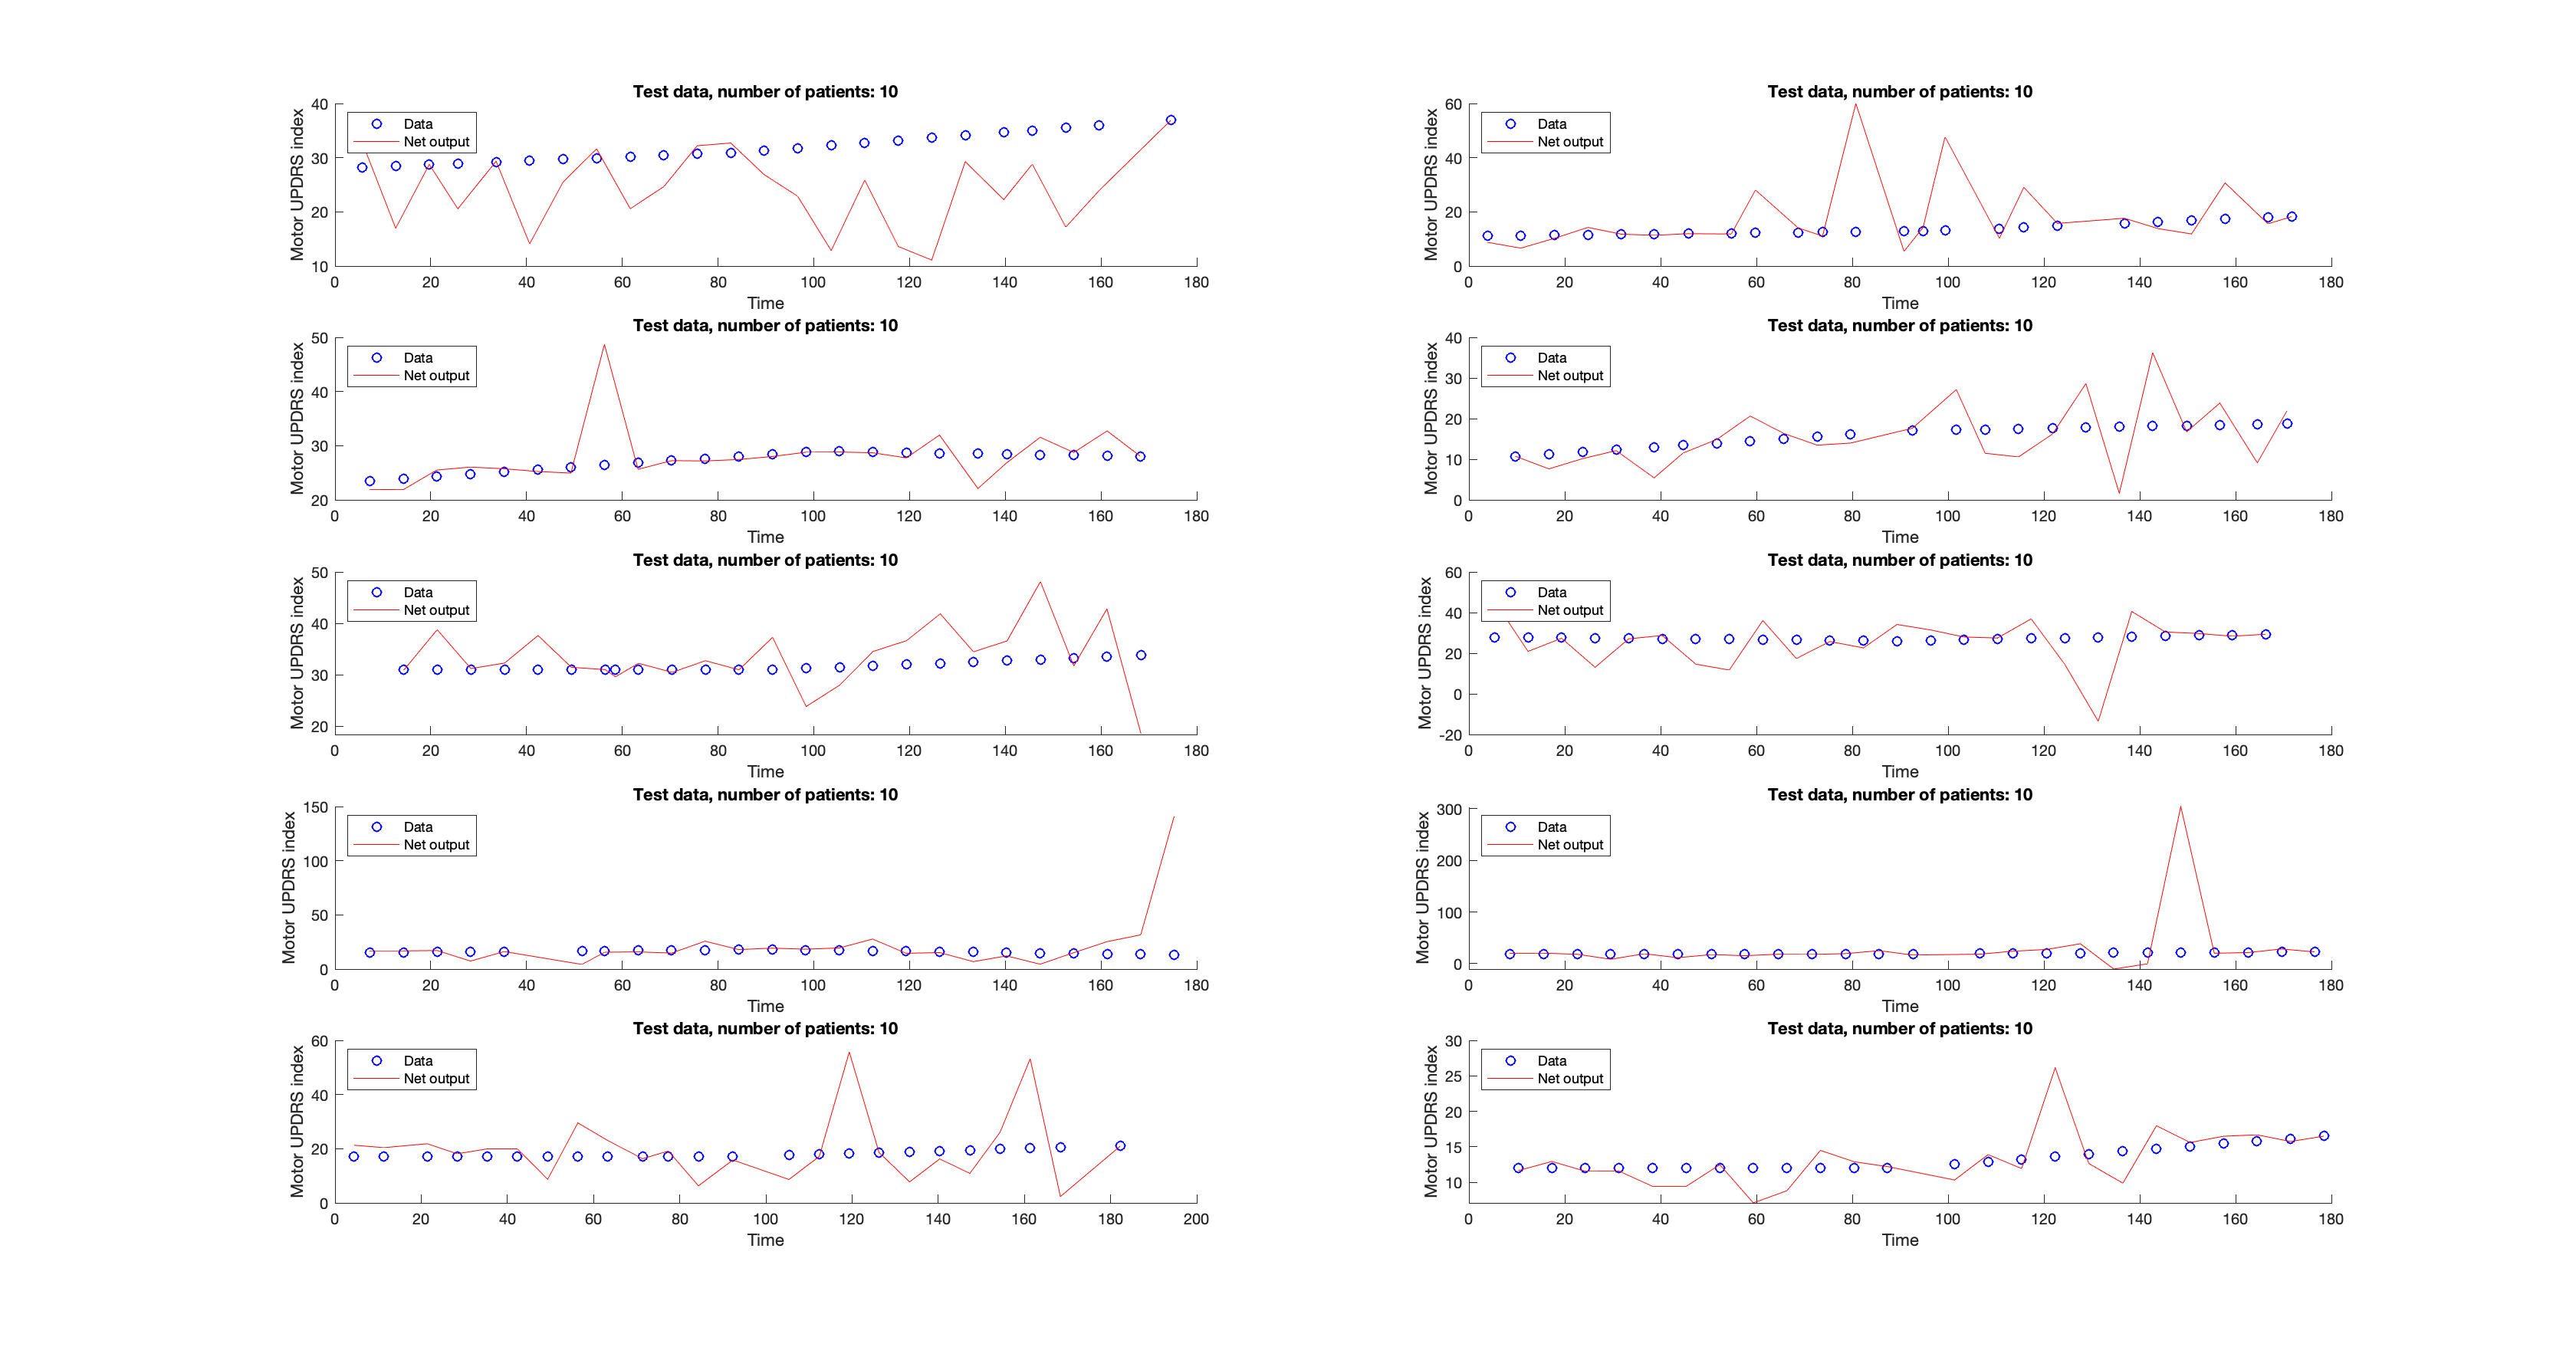 Test data, number of patients: 10
Motor UPDRS index
40
30
20
10
Data
Net output
0 20 40 60 80 100 120 140 160 180
Time
Test data, number of patients: 10
Motor UPDRS index
60
40
20
0
Data
Net output
0 20 40 60 80 100 120 140 160 180
Time
Test data, number of patients: 10
Motor UPDRS index
50
40
30
20
Data
Net output
0 20 40 60 80 100 120 140 160 180
Time
Test data, number of patients: 10
Motor UPDRS index
40
30
20
10
0
Data
Net output
0 20 40 60 80 100 120 140 160 180
Time
Test data, number of patients: 10
Motor UPDRS index
50
40
30
20
Data
Net output
0 20 40 60 80 100 120 140 160 180
Time
Test data, number of patients: 10
Motor UPDRS index
60
40
20
0
-20
Data
Net output
0 20 40 60 80 100 120 140 160 180
Time
Test data, number of patients: 10
Motor UPDRS index
150
100
50
0
Data
Net output
0 20 40 60 80 100 120 140 160 180
Time
Test data, number of patients: 10
Motor UPDRS index
300
200
100
0
Data
Net output
0 20 40 60 80 100 120 140 160 180
Time
Test data, number of patients: 10
Motor UPDRS index
60
40
20
0
Data
Net output
0 20 40 60 80 100 120 140 160 180 200
Time
Test data, number of patients: 10
Motor UPDRS index
30
25
20
15
10
Data
Net output
0 20 40 60 80 100 120 140 160 180
Time